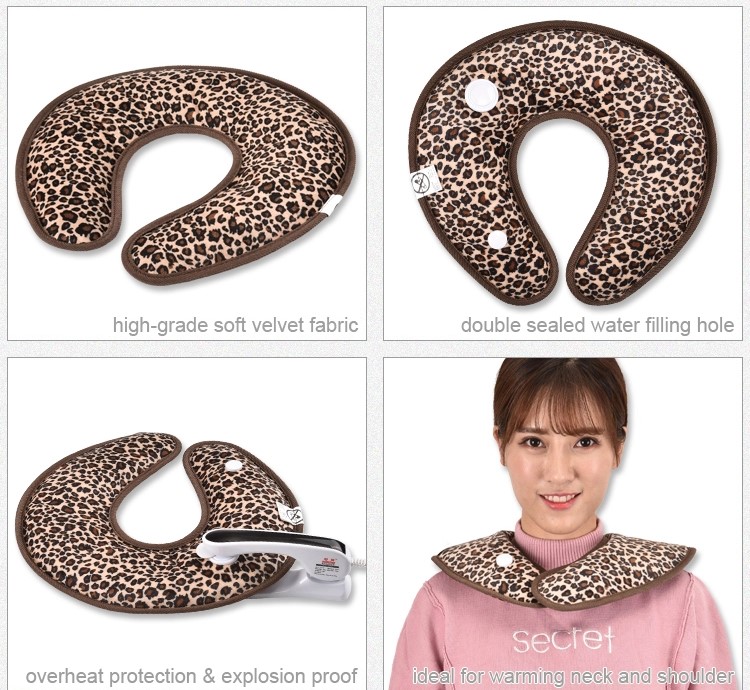 high-grade soft velvet fabric
double sealed water filling hole
overheat protection & explosion proof
secret
ideal for warming neck and shoulder